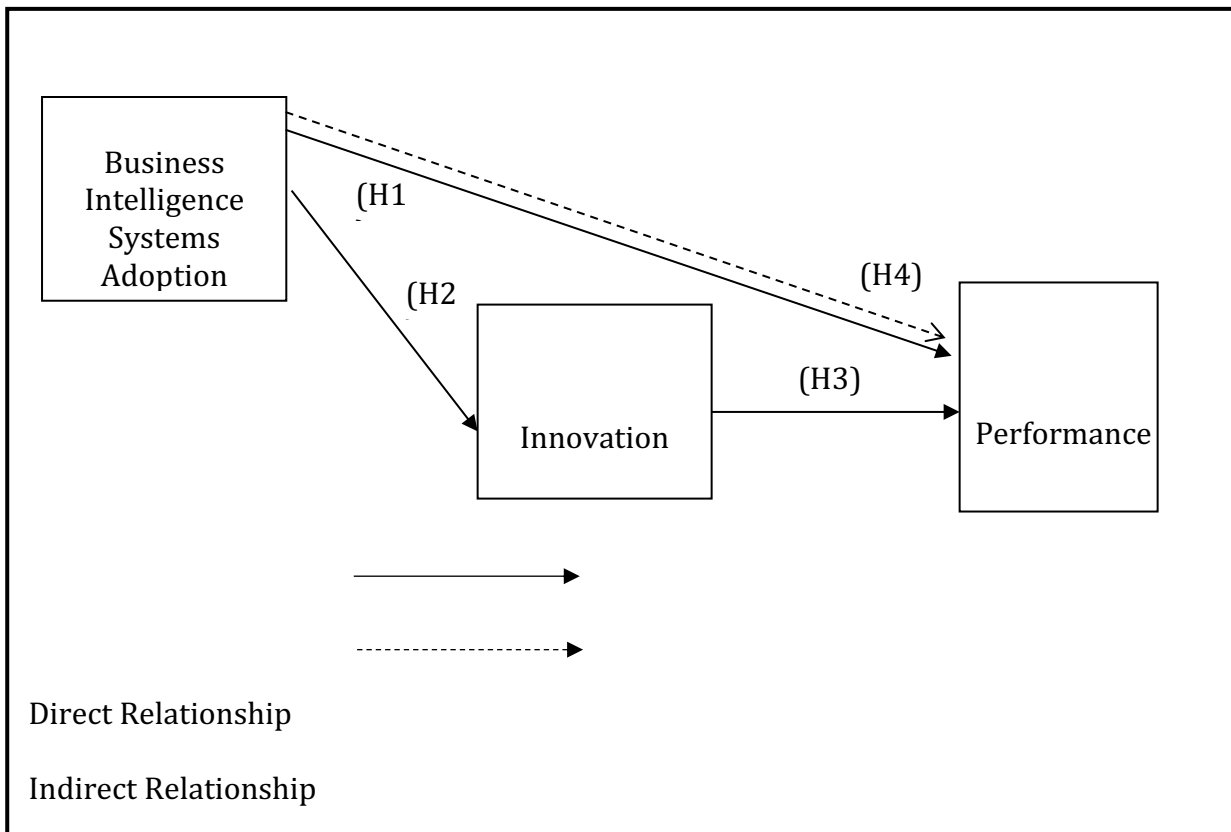 Business
Intelligence
Systems
Adoption
(H1
(H2
(H4)
(H3)
Innovation
Performance
Direct Relationship
Indirect Relationship